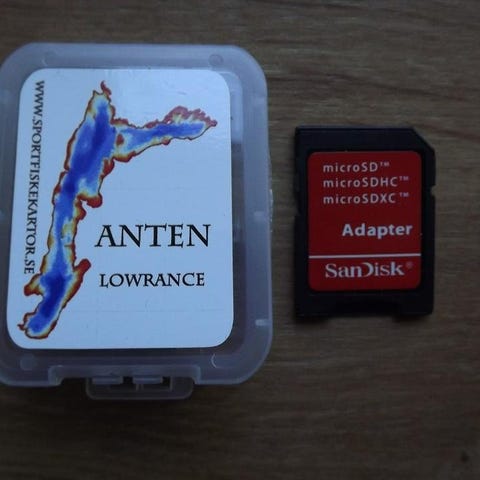 WWW.SPORTFISKEKARTOR.SE
ANTEN
LOWRANCE
microSD™
microSDHC™
microSDXC™
Adapter
SanDisk®